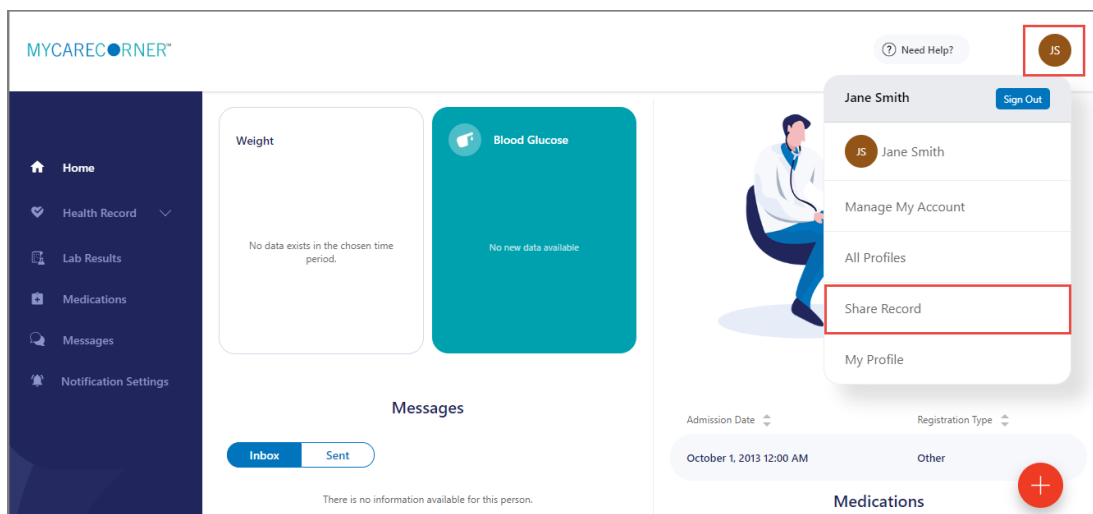 MYCARECORNER™
? Need Help?
JS
Jane Smith
Sign Out
JS Jane Smith
Manage My Account
All Profiles
Share Record
My Profile
Home
Health Record
Lab Results
Medications
Messages
Notification Settings
Weight
No data exists in the chosen time
period.
Blood Glucose
No new data available
Messages
Inbox
Sent
There is no information available for this person.
Admission Date
Registration Type
October 1, 2013 12:00 AM
Other
Medications